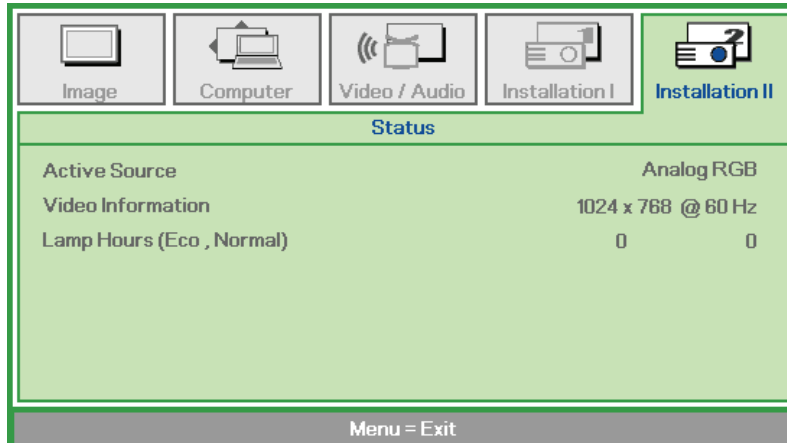 Image Computer Video / Audio Installation I Installation II
Status
Active Source Analog RGB
Video Information 1024 x 768 @ 60 Hz
Lamp Hours (Eco , Normal) 0 0
Menu = Exit